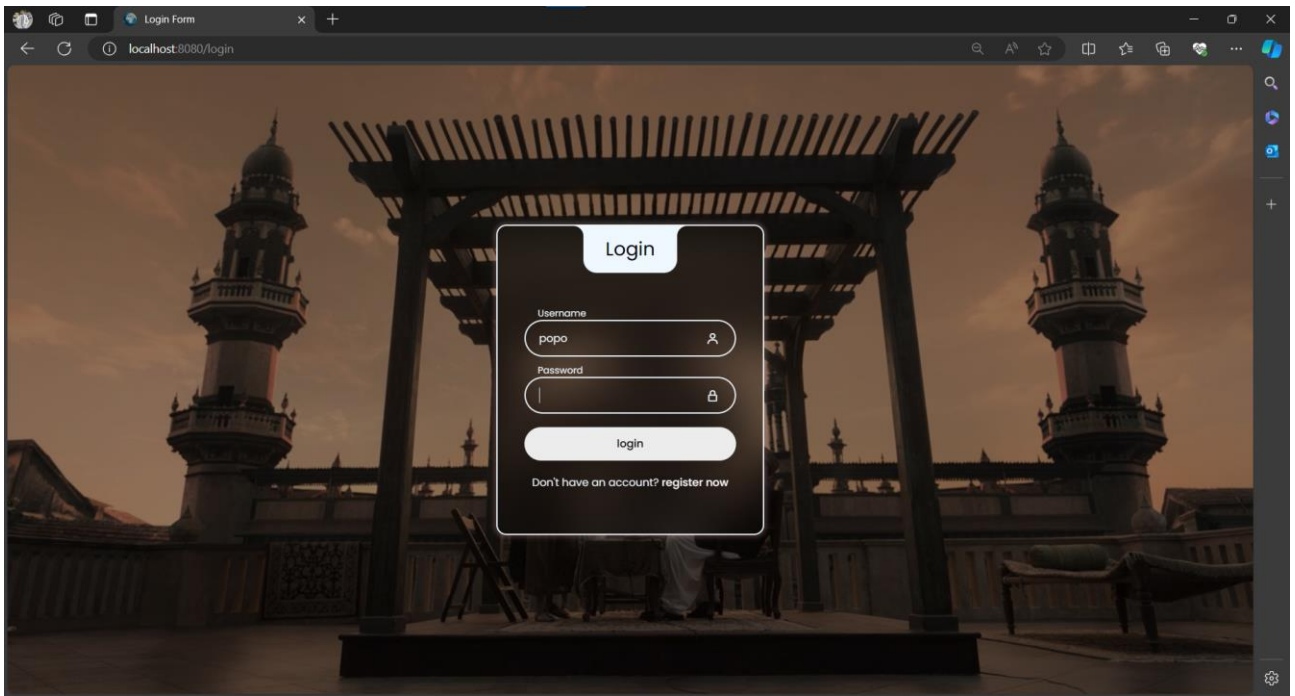 Login Form
localhost:8080/login
Login
Username
popo
Password
login
Don't have an account? register now